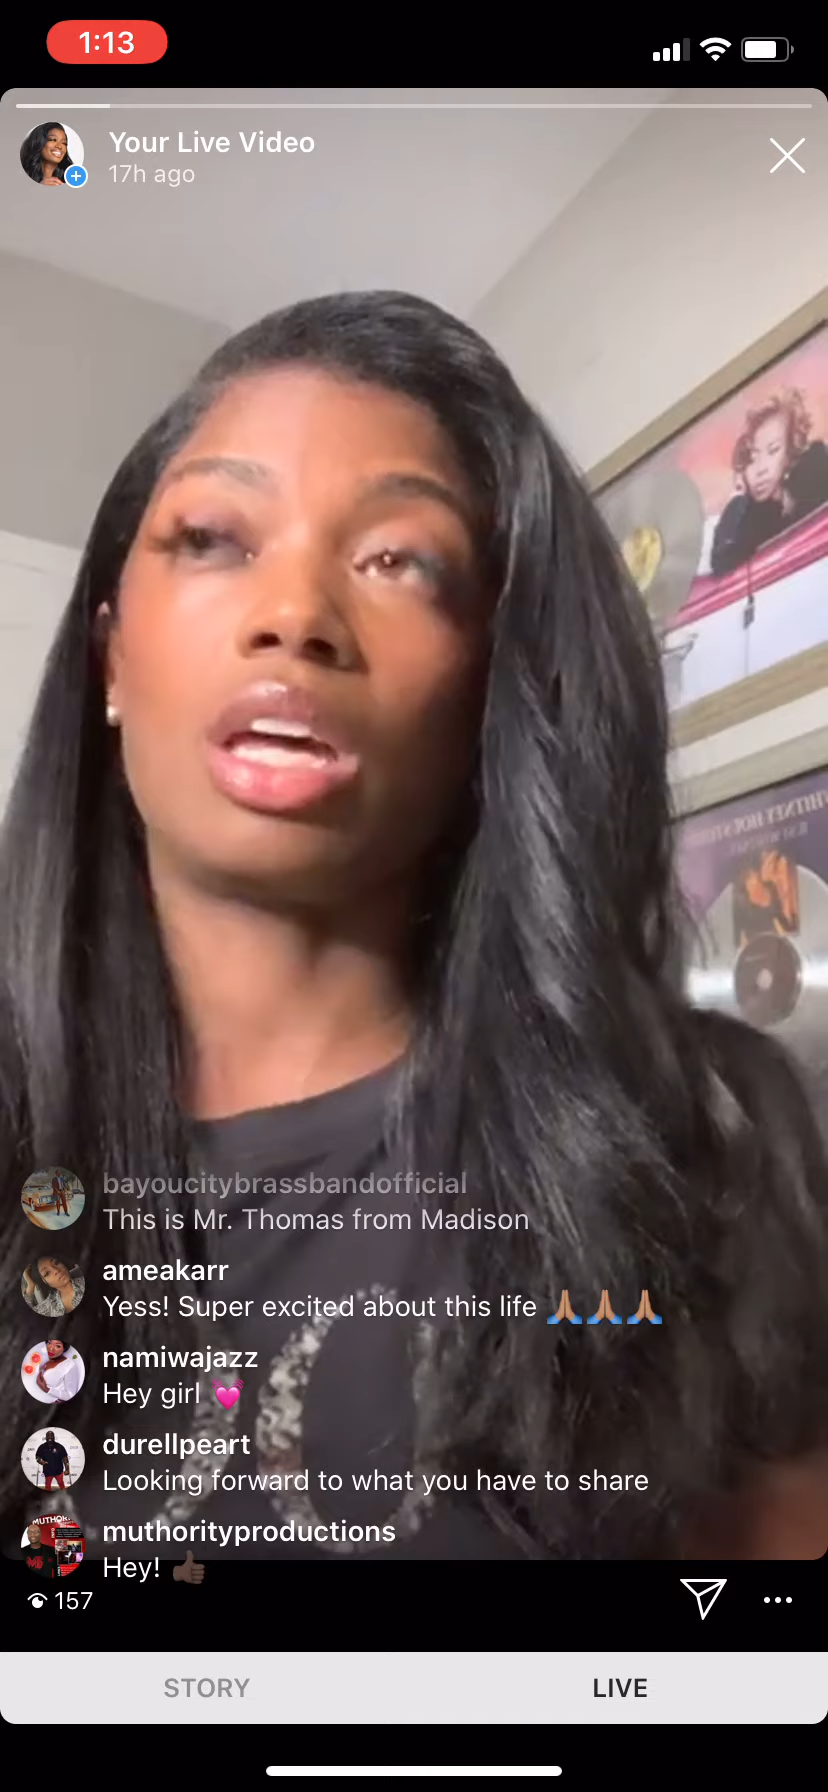 1:13
Your Live Video
17h ago
WHITNEY HOUSTON
bayoucitybrassbandofficial
This is Mr. Thomas from Madison
ameakarr
Yess! Super excited about this life 🙏🏽🙏🏽🙏🏽
namiwajazz
Hey girl 💓
durellpeart
Looking forward to what you have to share
muthorityproductions
Hey! 👍🏿
157
STORY
LIVE